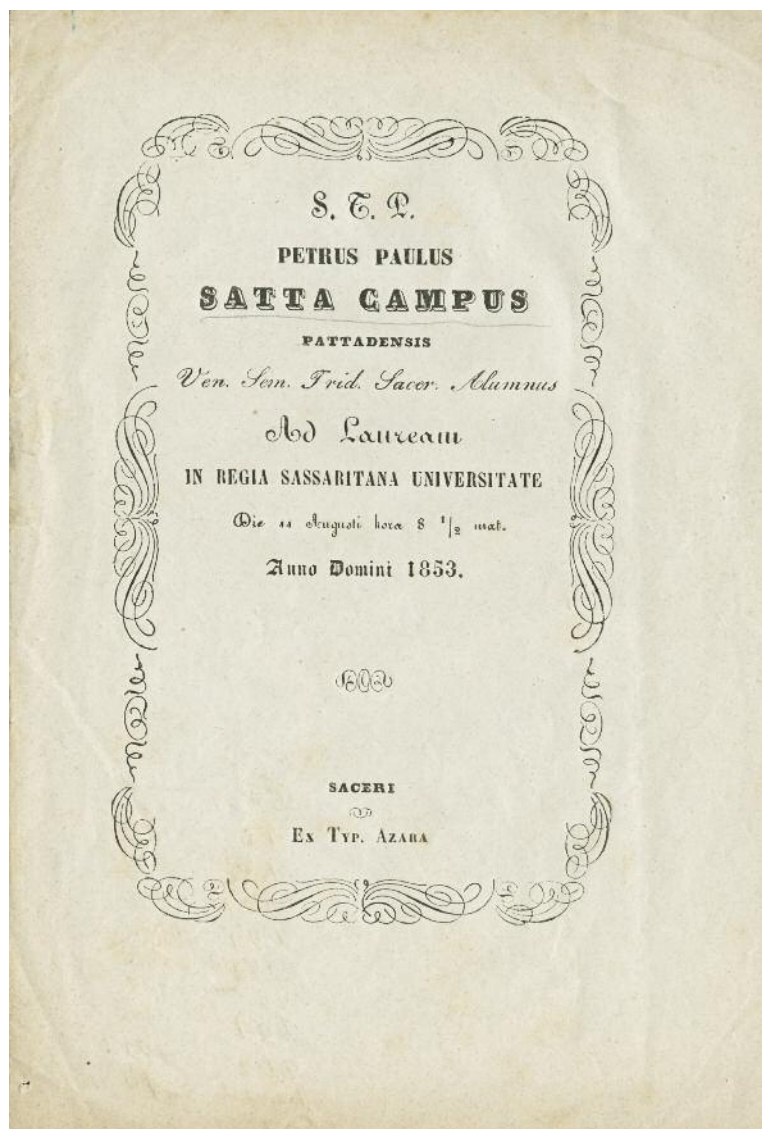 S. T. P.
PETRUS PAULUS
SATTA CAMPUS
PATTADENSIS
Ven. Sem. Trid. Sacer. Alumnus
Ad Lauream
IN REGIA SASSARITANA UNIVERSITATE
Die 11 Augusti hora 8 1/2 mat.
Anno Domini 1853.
SACERI
Ex Typ. Azara